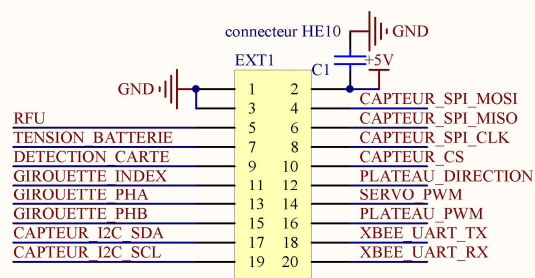 connecteur HE10
GND
EXT1
C1
+5V
GND
1 2
3 4 CAPTEUR_SPI_MOSI
RFU 5 6 CAPTEUR_SPI_MISO
TENSION_BATTERIE 7 8 CAPTEUR_SPI_CLK
DETECTION_CARTE 9 10 CAPTEUR_CS
GIROUETTE_INDEX 11 12 PLATEAU_DIRECTION
GIROUETTE_PHA 13 14 SERVO_PWM
GIROUETTE_PHB 15 16 PLATEAU_PWM
CAPTEUR_I2C_SDA 17 18 XBEE_UART_TX
CAPTEUR_I2C_SCL 19 20 XBEE_UART_RX